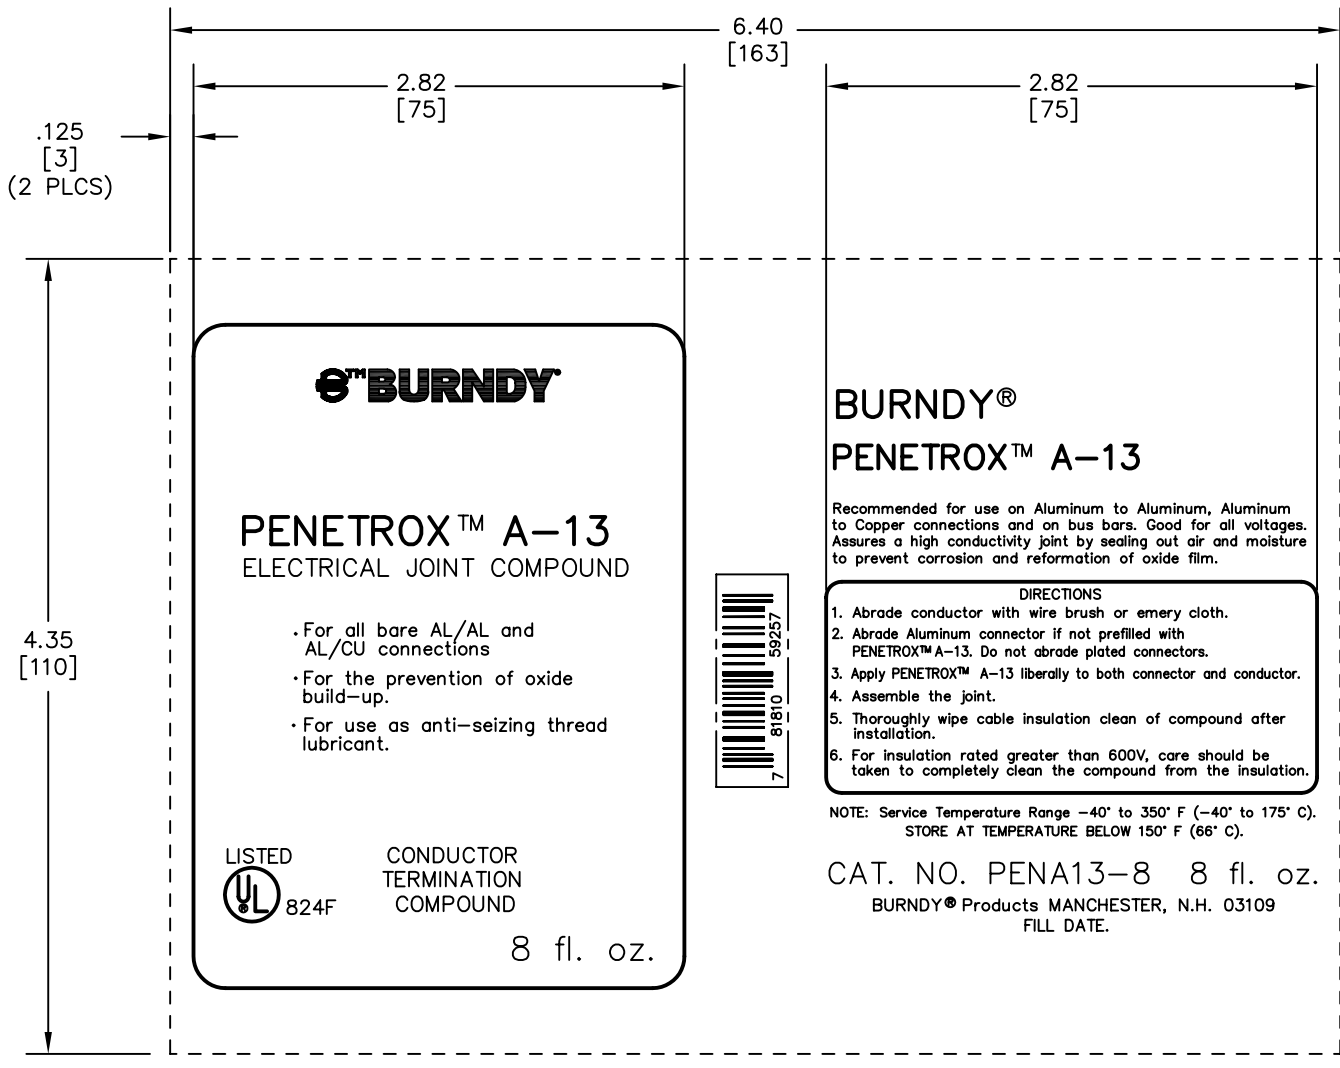 6.40
[163]
2.82
[75]
2.82
[75]
.125
[3]
(2 PLCS)
4.35
[110]
™BURNDY®
PENETROX™ A-13
ELECTRICAL JOINT COMPOUND
· For all bare AL/AL and
AL/CU connections
· For the prevention of oxide
build-up.
· For use as anti-seizing thread
lubricant.
LISTED
UL
®
824F
CONDUCTOR
TERMINATION
COMPOUND
8 fl. oz.
7 81810 59257
BURNDY®
PENETROX™ A-13
Recommended for use on Aluminum to Aluminum, Aluminum
to Copper connections and on bus bars. Good for all voltages.
Assures a high conductivity joint by sealing out air and moisture
to prevent corrosion and reformation of oxide film.
DIRECTIONS
1. Abrade conductor with wire brush or emery cloth.
2. Abrade Aluminum connector if not prefilled with
PENETROX™ A-13. Do not abrade plated connectors.
3. Apply PENETROX™ A-13 liberally to both connector and conductor.
4. Assemble the joint.
5. Thoroughly wipe cable insulation clean of compound after
installation.
6. For insulation rated greater than 600V, care should be
taken to completely clean the compound from the insulation.
NOTE: Service Temperature Range -40° to 350° F (-40° to 175° C).
STORE AT TEMPERATURE BELOW 150° F (66° C).
CAT. NO. PENA13-8 8 fl. oz.
BURNDY® Products MANCHESTER, N.H. 03109
FILL DATE.